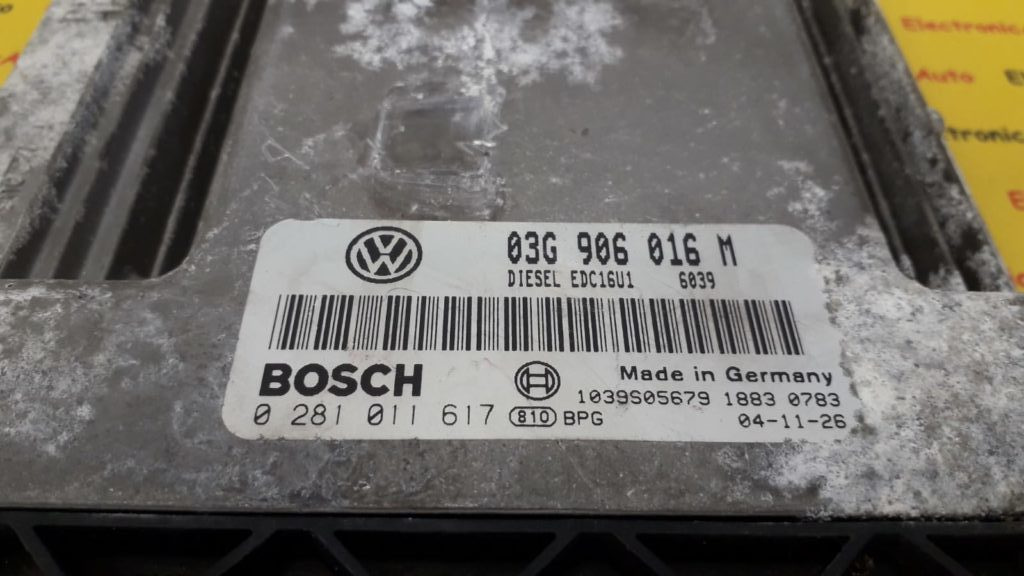 Electronica
Auto
03G 906 016 M
DIESEL EDC16U1 6039
BOSCH
Made in Germany
1039S05679 1883 0783
0 281 011 617 810 BPG
04-11-26